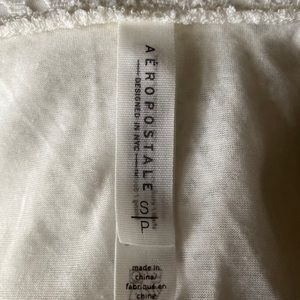 AÉROPOSTALE
DESIGNED IN NYC
S/P
made in
china/
fabriqué en
chine